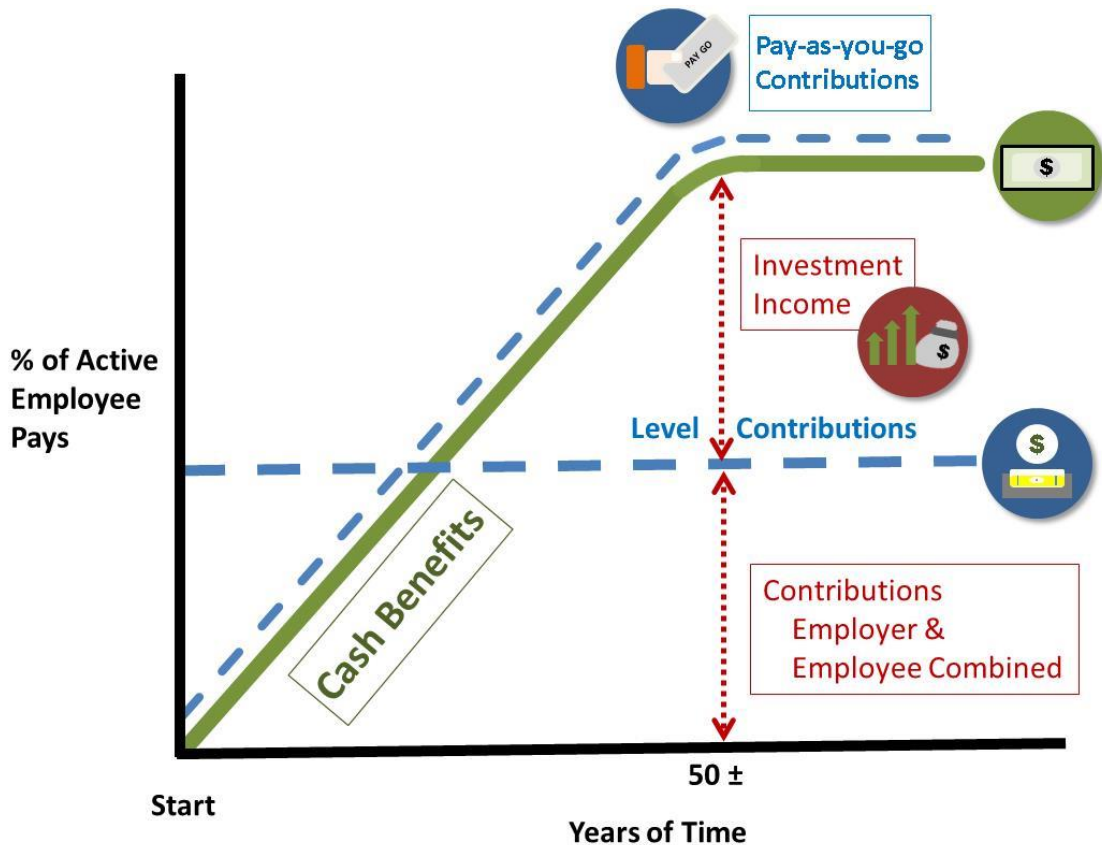 PAY GO
Pay-as-you-go
Contributions
$
Investment
Income
$
% of Active
Employee
Pays
Level Contributions
$
Cash Benefits
Contributions
Employer &
Employee Combined
50 ±
Start
Years of Time